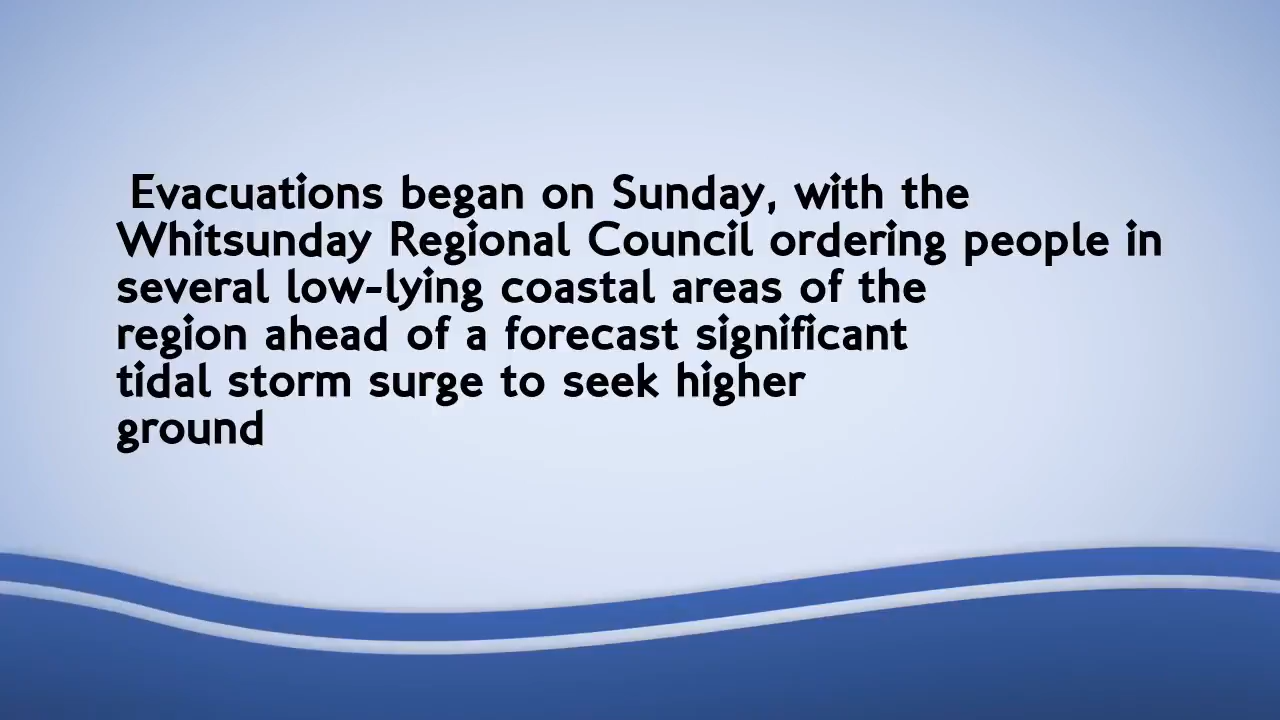 Evacuations began on Sunday, with the
Whitsunday Regional Council ordering people in
several low-lying coastal areas of the
region ahead of a forecast significant
tidal storm surge to seek higher
ground